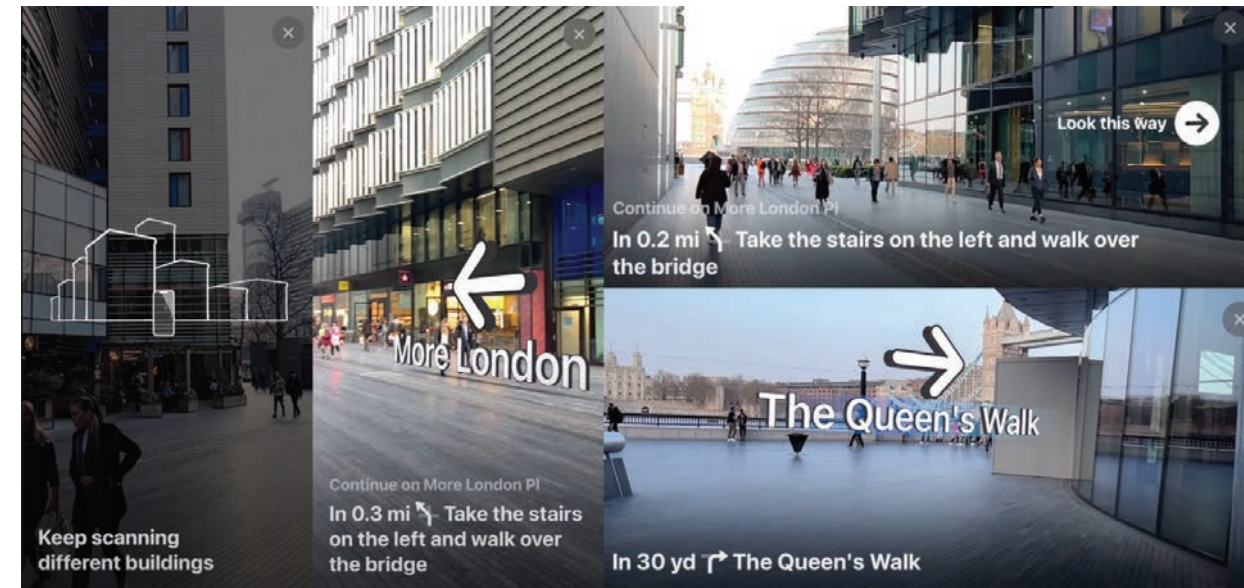 Keep scanning
different buildings
More London
Continue on More London Pl
In 0.3 mi Take the stairs
on the left and walk over
the bridge
Look this way
Continue on More London Pl
In 0.2 mi Take the stairs on the left and walk over
the bridge
The Queen's Walk
In 30 yd The Queen's Walk